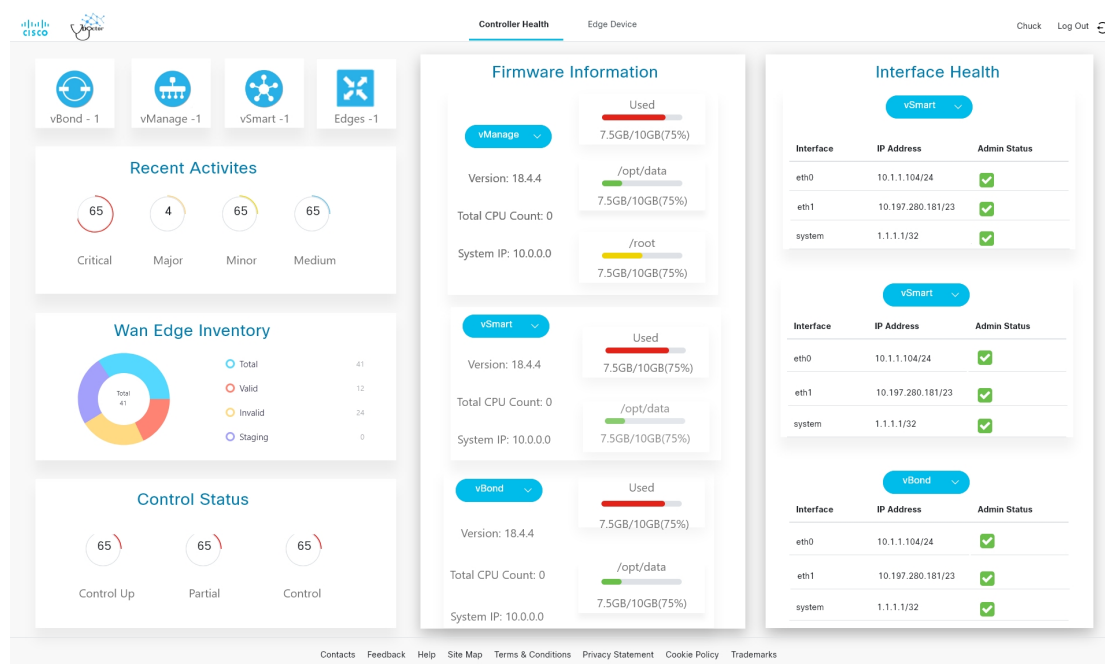 CISCO
Controller Health
Edge Device
Chuck
Log Out
vBond - 1
vManage -1
vSmart -1
Edges -1
Recent Activites
65
4
65
65
Critical
Major
Minor
Medium
Wan Edge Inventory
Total
41
Total 41
Valid 12
Invalid 24
Staging 0
Control Status
65
65
65
Control Up
Partial
Control
Firmware Information
vManage
Version: 18.4.4
Total CPU Count: 0
System IP: 10.0.0.0
Used
7.5GB/10GB(75%)
/opt/data
7.5GB/10GB(75%)
/root
7.5GB/10GB(75%)
vSmart
Version: 18.4.4
Total CPU Count: 0
System IP: 10.0.0.0
Used
7.5GB/10GB(75%)
/opt/data
7.5GB/10GB(75%)
vBond
Version: 18.4.4
Total CPU Count: 0
System IP: 10.0.0.0
Used
7.5GB/10GB(75%)
/opt/data
7.5GB/10GB(75%)
Interface Health
vSmart
Interface IP Address Admin Status
eth0 10.1.1.104/24
eth1 10.197.280.181/23
system 1.1.1.1/32
vSmart
Interface IP Address Admin Status
eth0 10.1.1.104/24
eth1 10.197.280.181/23
system 1.1.1.1/32
vBond
Interface IP Address Admin Status
eth0 10.1.1.104/24
eth1 10.197.280.181/23
system 1.1.1.1/32
Contacts Feedback Help Site Map Terms & Conditions Privacy Statement Cookie Policy Trademarks